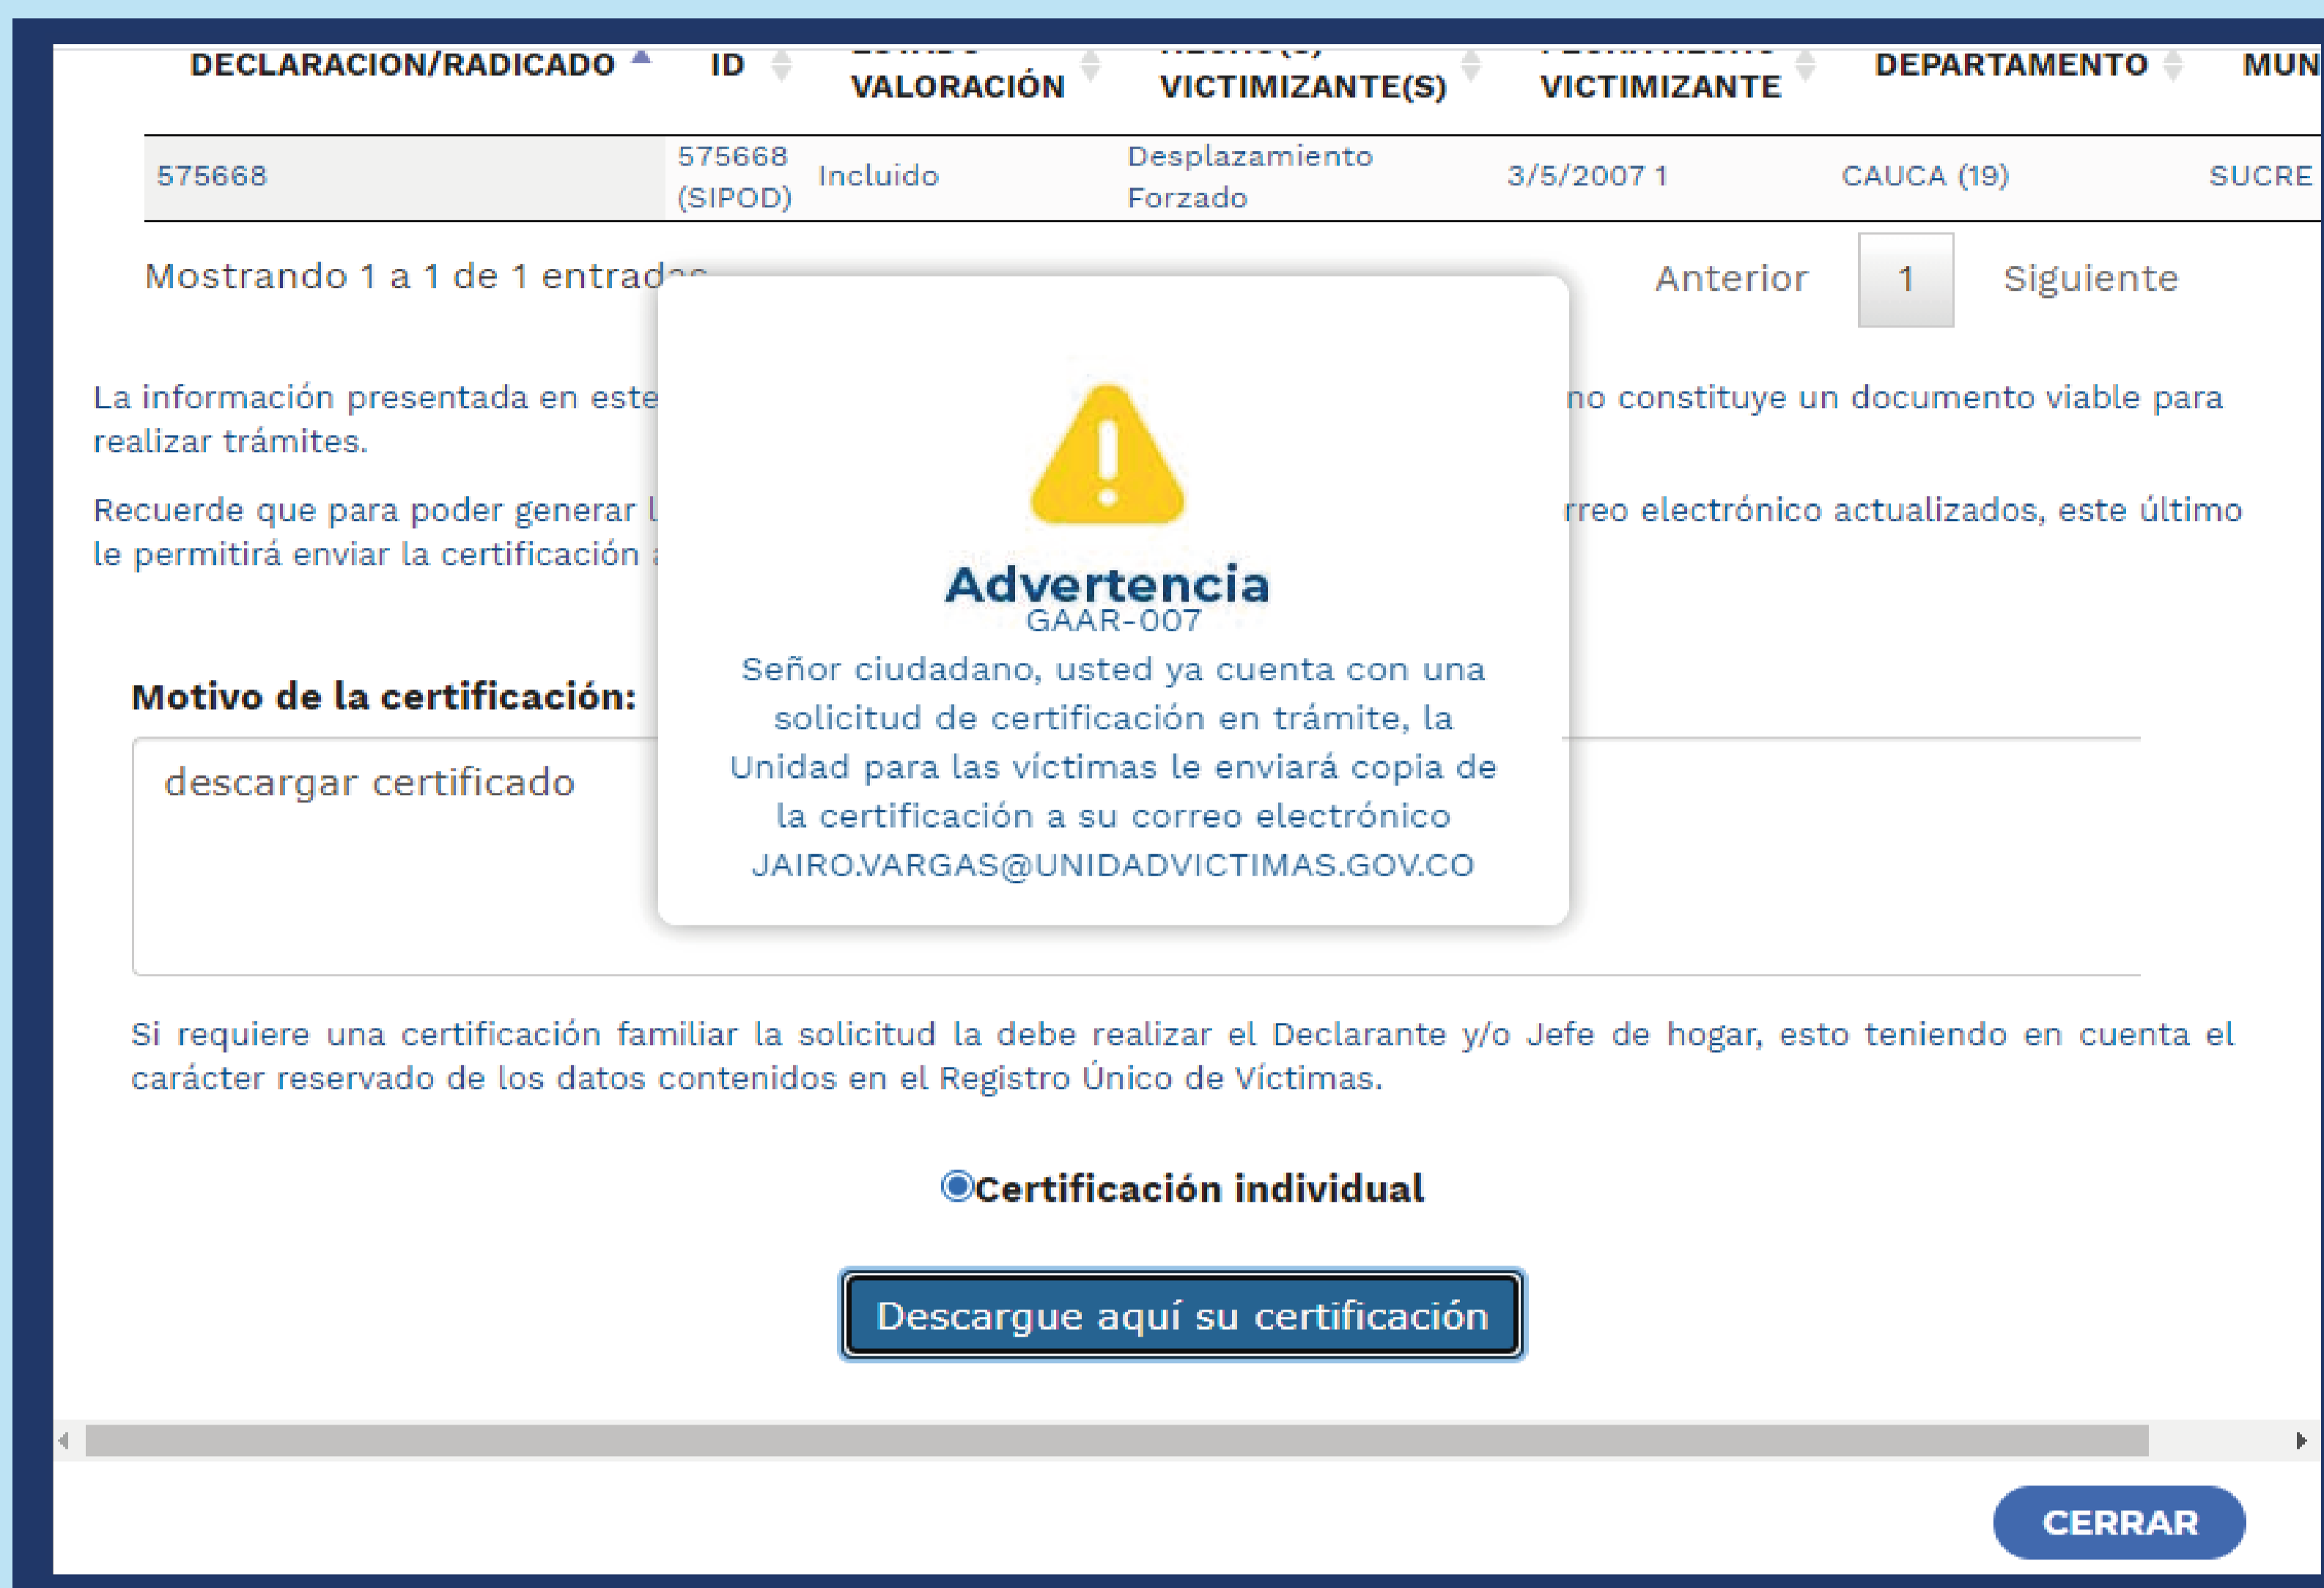 DECLARACION/RADICADO ID VALORACIÓN VICTIMIZANTE(S) VICTIMIZANTE DEPARTAMENTO MUN
575668 575668 (SIPOD) Incluido Desplazamiento Forzado 3/5/2007 1 CAUCA (19) SUCRE
Mostrando 1 a 1 de 1
Anterior 1 Siguiente
La información presentada en este
no constituye un documento viable para
realizar trámites.
Recuerde que para poder generar
electrónico actualizados, este último
le permitirá enviar la certificación
Advertencia
GAAR-007
Señor ciudadano, usted ya cuenta con una
solicitud de certificación en trámite, la
Unidad para las víctimas le enviará copia de
la certificación a su correo electrónico
JAIRO.VARGAS@UNIDADVICTIMAS.GOV.CO
Motivo de la certificación:
descargar certificado
Si requiere una certificación familiar la solicitud la debe realizar el Declarante y/o Jefe de hogar, esto teniendo en cuenta el
carácter reservado de los datos contenidos en el Registro Único de Víctimas.
Certificación individual
Descargue aquí su certificación
CERRAR